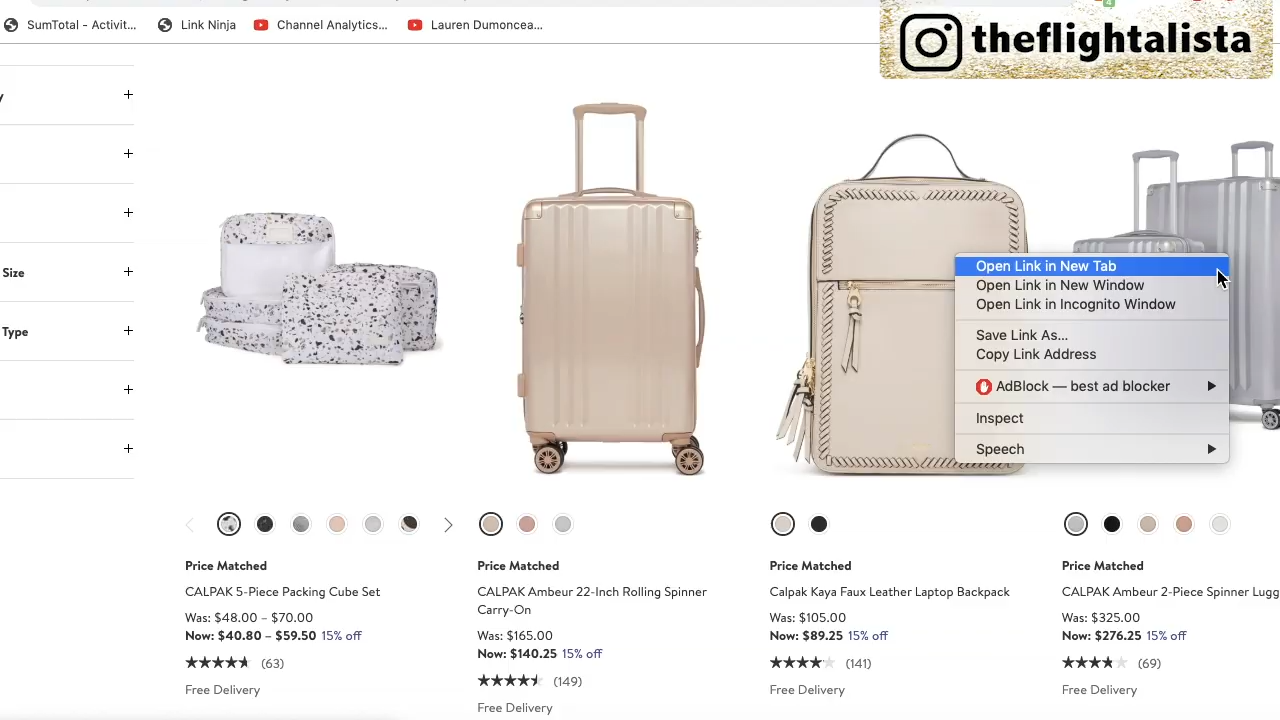 SumTotal - Activit...
Link Ninja
Channel Analytics...
Lauren Dumoncea...
theflightalista
Size
Type
Open Link in New Tab
Open Link in New Window
Open Link in Incognito Window
Save Link As...
Copy Link Address
AdBlock — best ad blocker
Inspect
Speech
Price Matched
CALPAK 5-Piece Packing Cube Set
Was: $48.00 – $70.00
Now: $40.80 – $59.50 15% off
(63)
Free Delivery
Price Matched
CALPAK Ambeur 22-Inch Rolling Spinner
Carry-On
Was: $165.00
Now: $140.25 15% off
(149)
Free Delivery
Price Matched
Calpak Kaya Faux Leather Laptop Backpack
Was: $105.00
Now: $89.25 15% off
(141)
Free Delivery
Price Matched
CALPAK Ambeur 2-Piece Spinner Lugg
Was: $325.00
Now: $276.25 15% off
(69)
Free Delivery